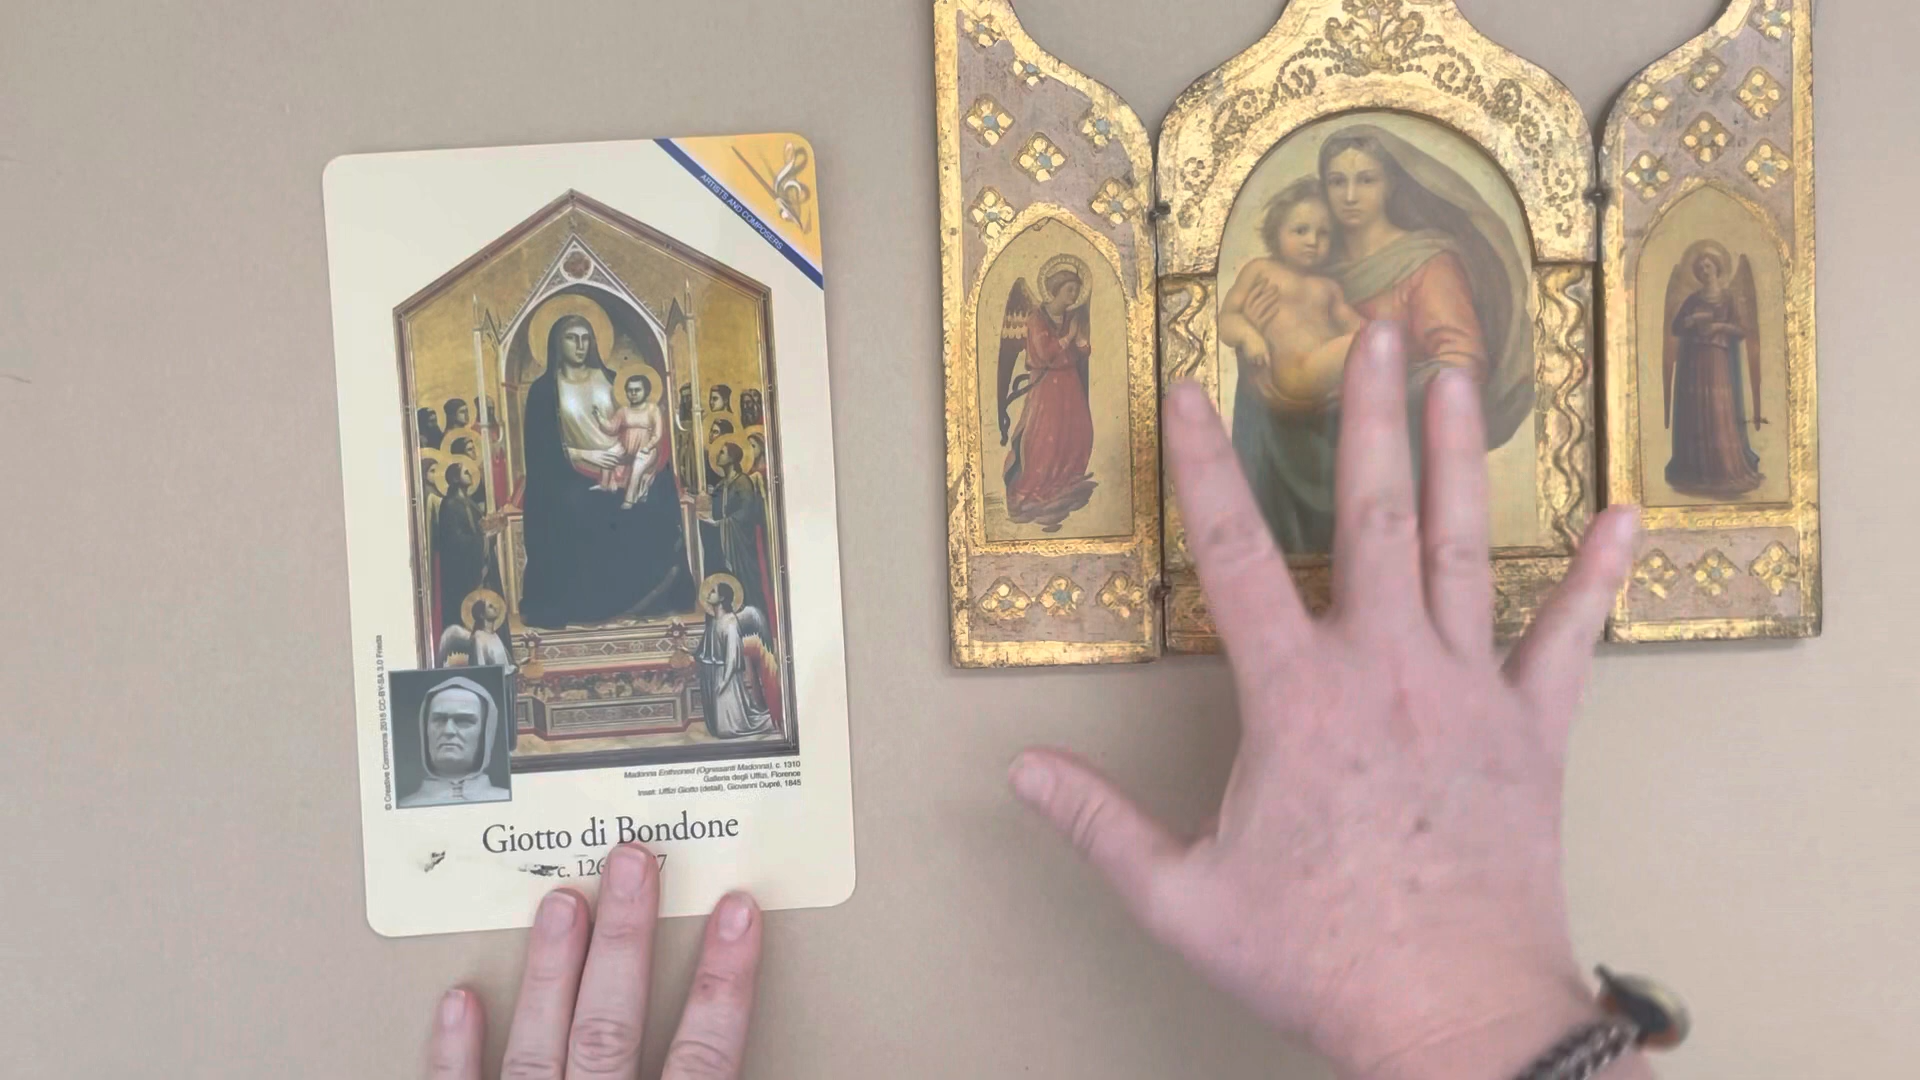 ARTISTS AND COMPOSERS
© Creative Commons 2015 CC-BY-SA 3.0 Frieda
Madonna Enthroned (Ognissanti Madonna), c. 1310
Galleria degli Uffizi, Florence
Inset: Uffizi Giotto (detail), Giovanni Dupré, 1845
Giotto di Bondone
c. 126
7